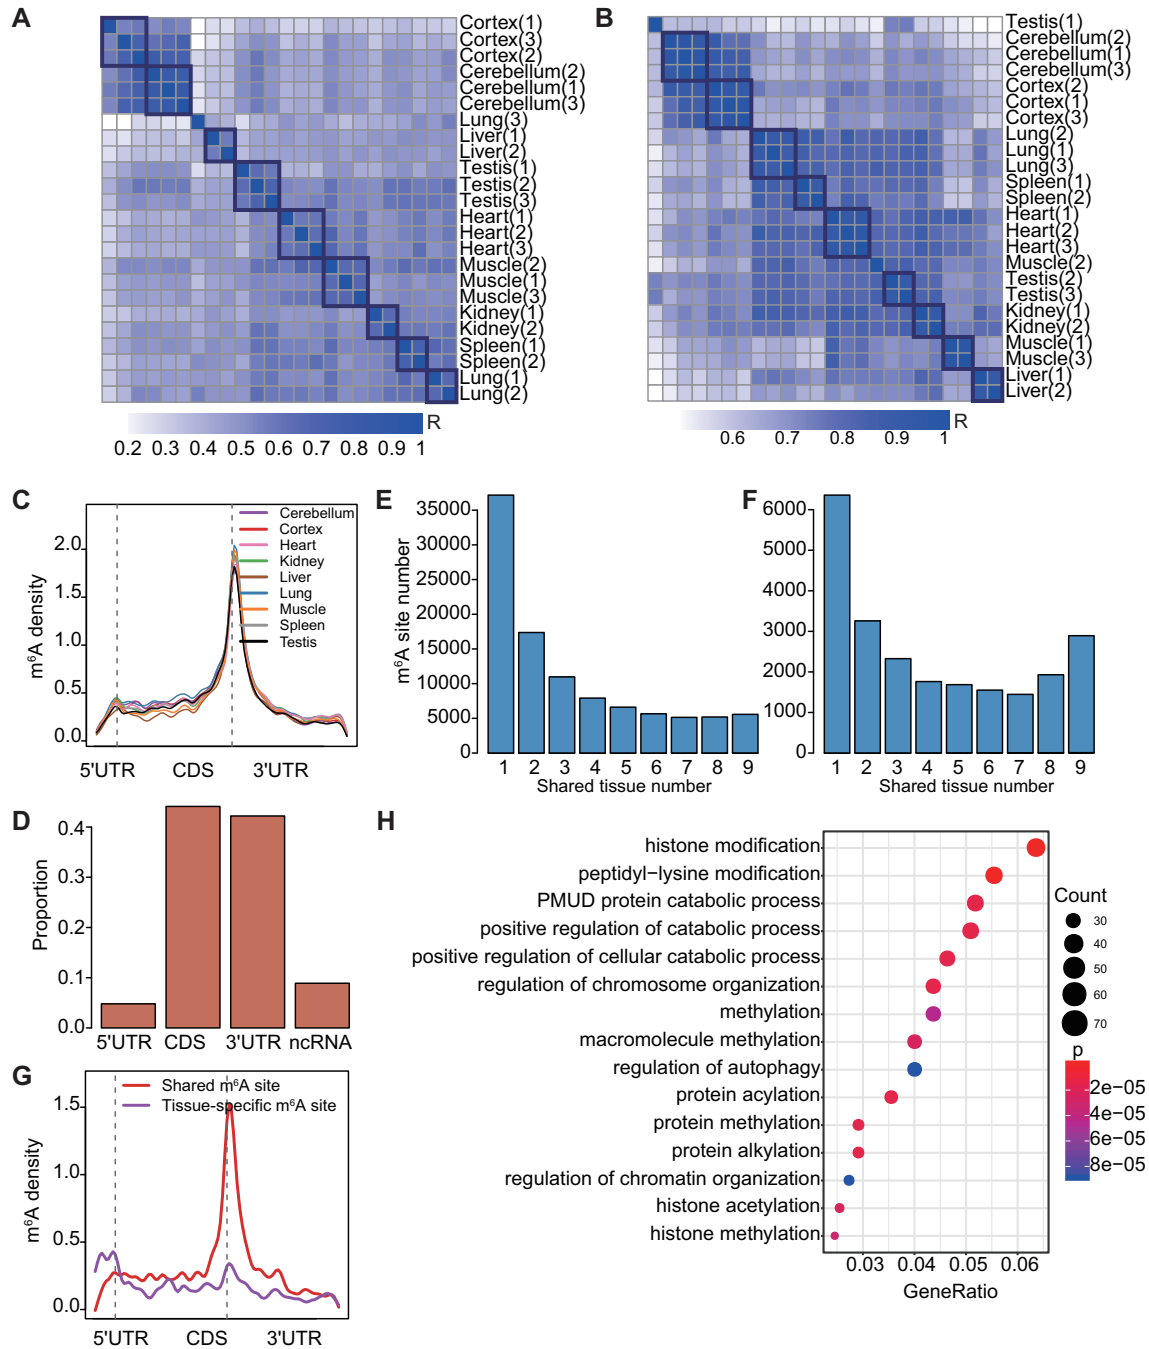 A
Cortex(1)
Cortex(3)
Cortex(2)
Cerebellum(2)
Cerebellum(1)
Cerebellum(3)
Lung(3)
Liver(1)
Liver(2)
Testis(1)
Testis(2)
Testis(3)
Heart(1)
Heart(2)
Heart(3)
Muscle(2)
Muscle(1)
Muscle(3)
Kidney(1)
Kidney(2)
Spleen(1)
Spleen(2)
Lung(1)
Lung(2)
R
0.2 0.3 0.4 0.5 0.6 0.7 0.8 0.9 1
B
Testis(1)
Cerebellum(2)
Cerebellum(1)
Cerebellum(3)
Cortex(2)
Cortex(1)
Cortex(3)
Lung(2)
Lung(1)
Lung(3)
Spleen(1)
Spleen(2)
Heart(1)
Heart(2)
Heart(3)
Muscle(2)
Testis(2)
Testis(3)
Kidney(1)
Kidney(2)
Muscle(1)
Muscle(3)
Liver(1)
Liver(2)
R
0.6 0.7 0.8 0.9 1
C
m⁶A density
2.0
1.5
1.0
0.5
0.0
Cerebellum
Cortex
Heart
Kidney
Liver
Lung
Muscle
Spleen
Testis
5'UTR CDS 3'UTR
E
m⁶A site number
35000
30000
25000
20000
15000
10000
5000
0
1 2 3 4 5 6 7 8 9
Shared tissue number
F
6000
5000
4000
3000
2000
1000
0
1 2 3 4 5 6 7 8 9
Shared tissue number
D
Proportion
0.4
0.3
0.2
0.1
0.0
5'UTR CDS 3'UTR ncRNA
G
m⁶A density
1.5
1.0
0.5
0.0
Shared m⁶A site
Tissue-specific m⁶A site
5'UTR CDS 3'UTR
H
histone modification
peptidyl−lysine modification
PMUD protein catabolic process
positive regulation of catabolic process
positive regulation of cellular catabolic process
regulation of chromosome organization
methylation
macromolecule methylation
regulation of autophagy
protein acylation
protein methylation
protein alkylation
regulation of chromatin organization
histone acetylation
histone methylation
0.03 0.04 0.05 0.06
GeneRatio
Count
30
40
50
60
70
p
2e−05
4e−05
6e−05
8e−05